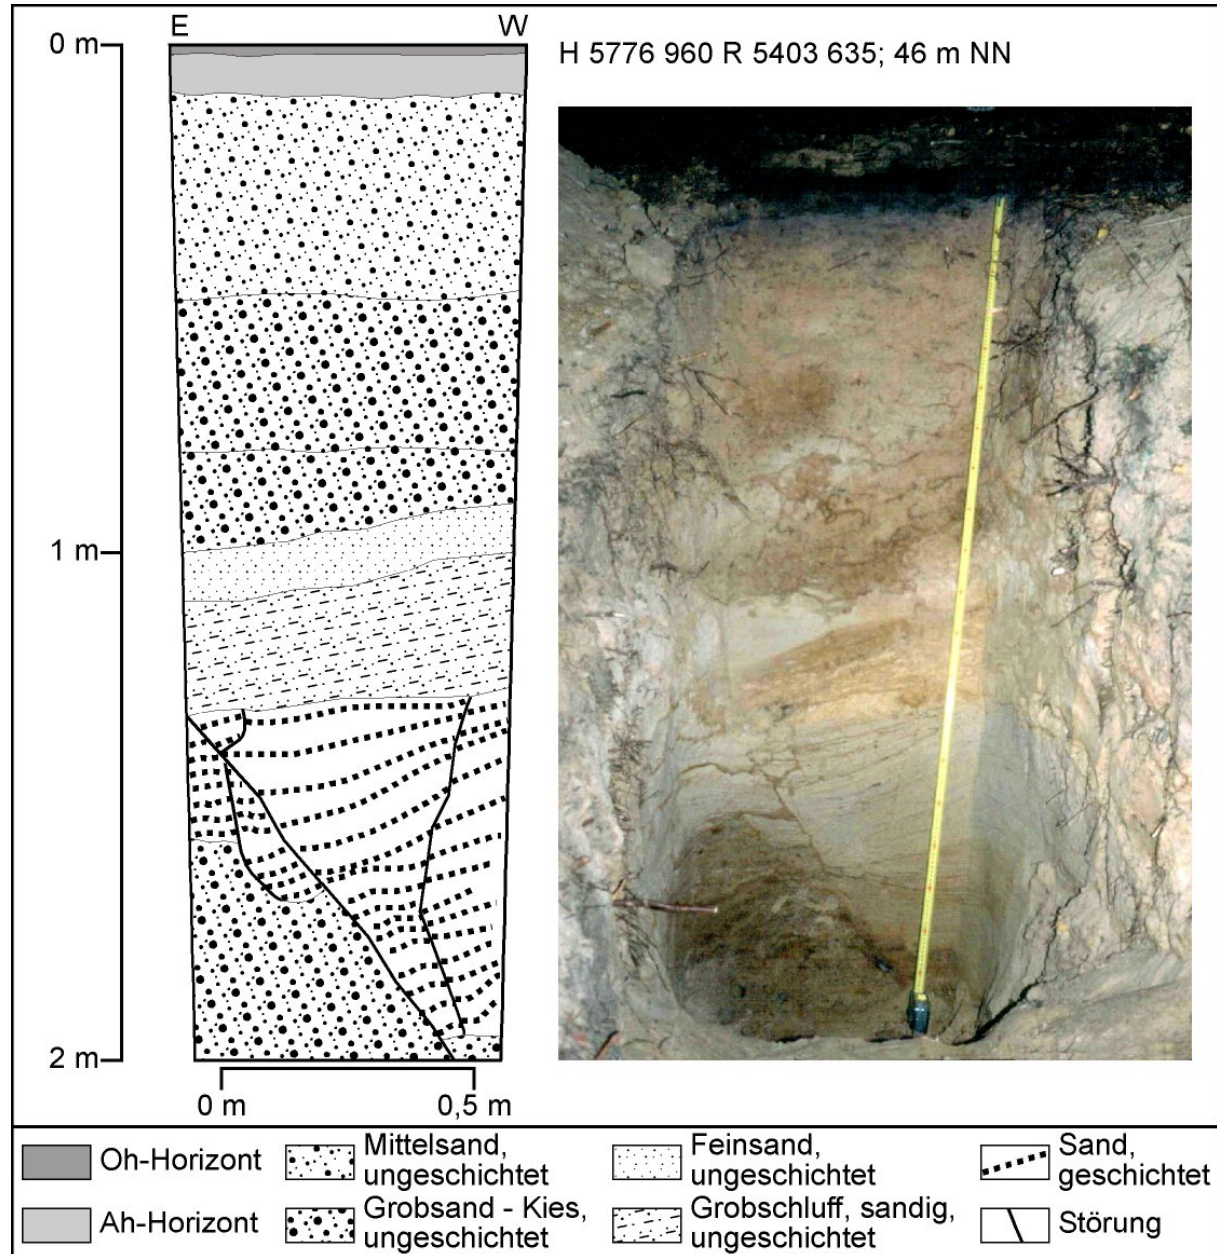 E W
0 m
H 5776 960 R 5403 635; 46 m NN
1 m
2 m
0 m 0,5 m
Oh-Horizont
Ah-Horizont
Mittelsand,
ungeschichtet
Grobsand - Kies,
ungeschichtet
Feinsand,
ungeschichtet
Grobschluff, sandig,
ungeschichtet
Sand,
geschichtet
Störung